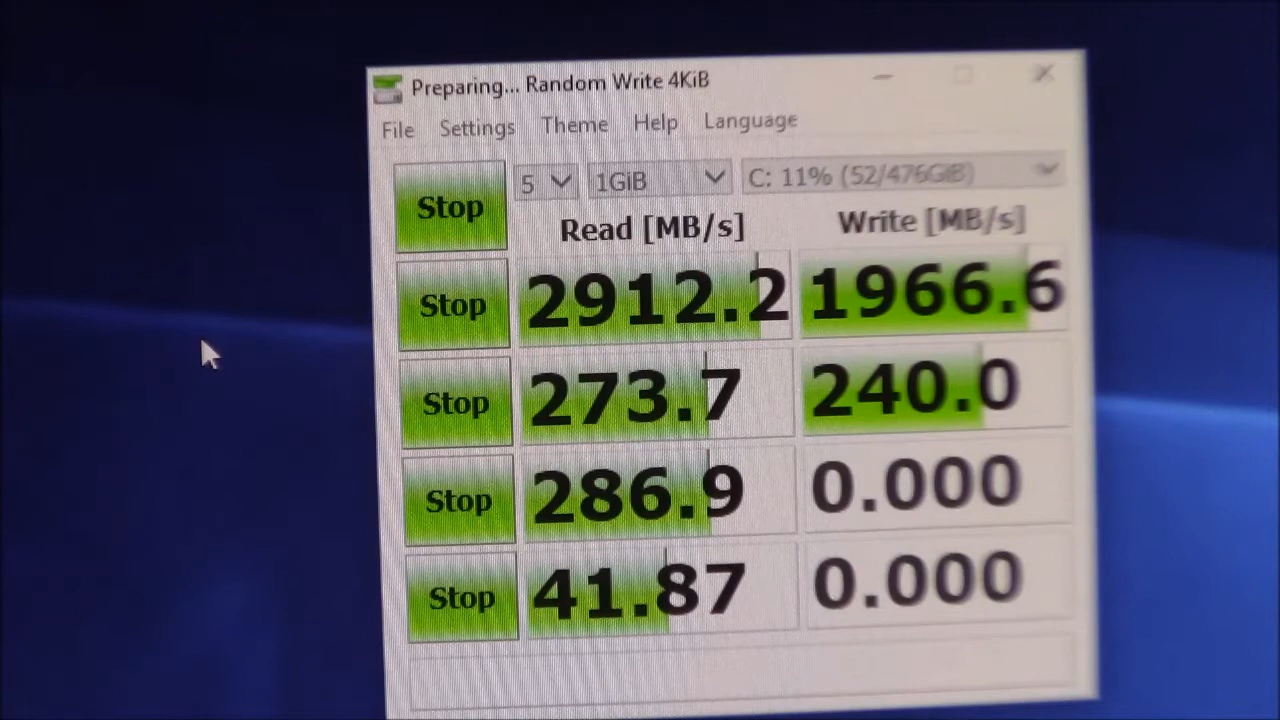 Preparing... Random Write 4KiB
File Settings Theme Help Language
Stop 5 1GiB C: 11% (52/476GiB)
Read [MB/s] Write [MB/s]
Stop 2912.2 1966.6
Stop 273.7 240.0
Stop 286.9 0.000
Stop 41.87 0.000